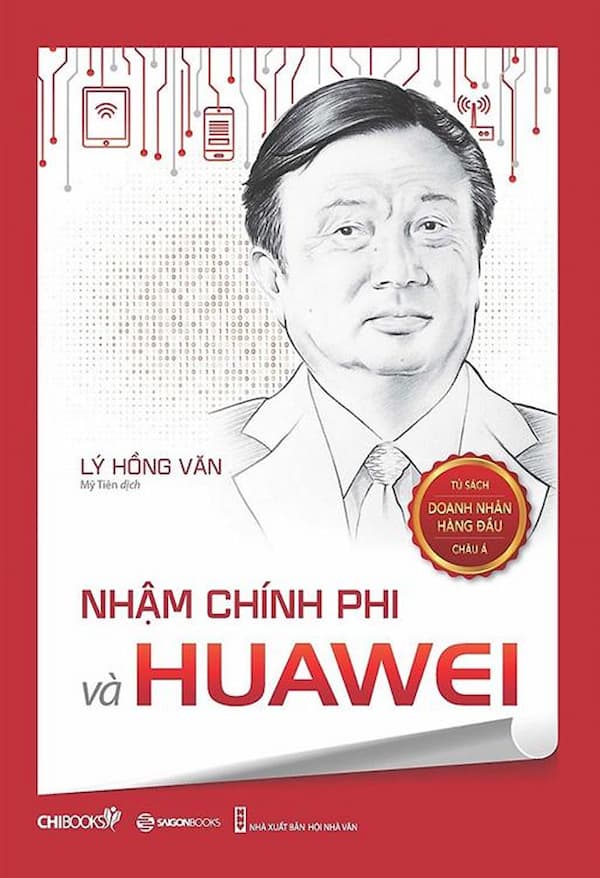 LÝ HỒNG VĂN
Mỹ Tiên dịch
TỦ SÁCH
DOANH NHÂN
HÀNG ĐẦU
CHÂU Á
NHẬM CHÍNH PHI
và HUAWEI
CHIBOOKS
SAIGONBOOKS
NHÀ XUẤT BẢN HỘI NHÀ VĂN